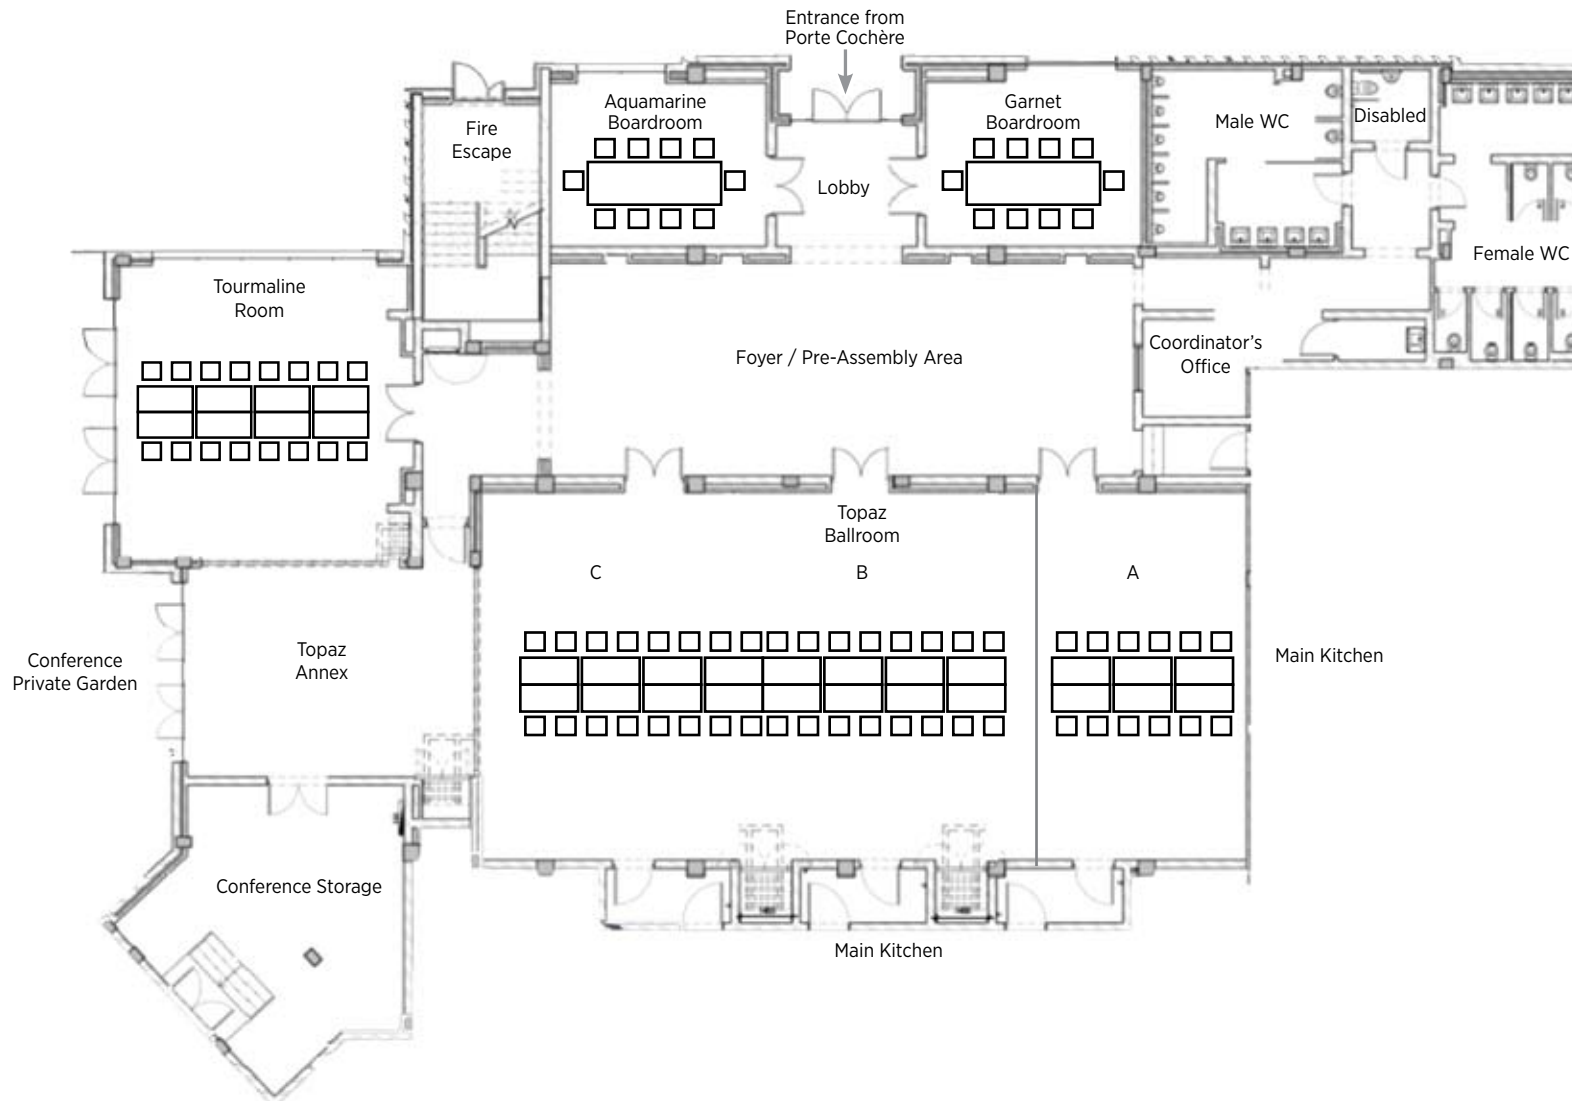 Entrance from
Porte Cochère
Aquamarine
Boardroom
Garnet
Boardroom
Fire
Escape
Male WC
Disabled
Lobby
Female WC
Tourmaline
Room
Foyer / Pre-Assembly Area
Coordinator's
Office
Topaz
Ballroom
C
B
A
Topaz
Annex
Conference
Private Garden
Main Kitchen
Conference Storage
Main Kitchen